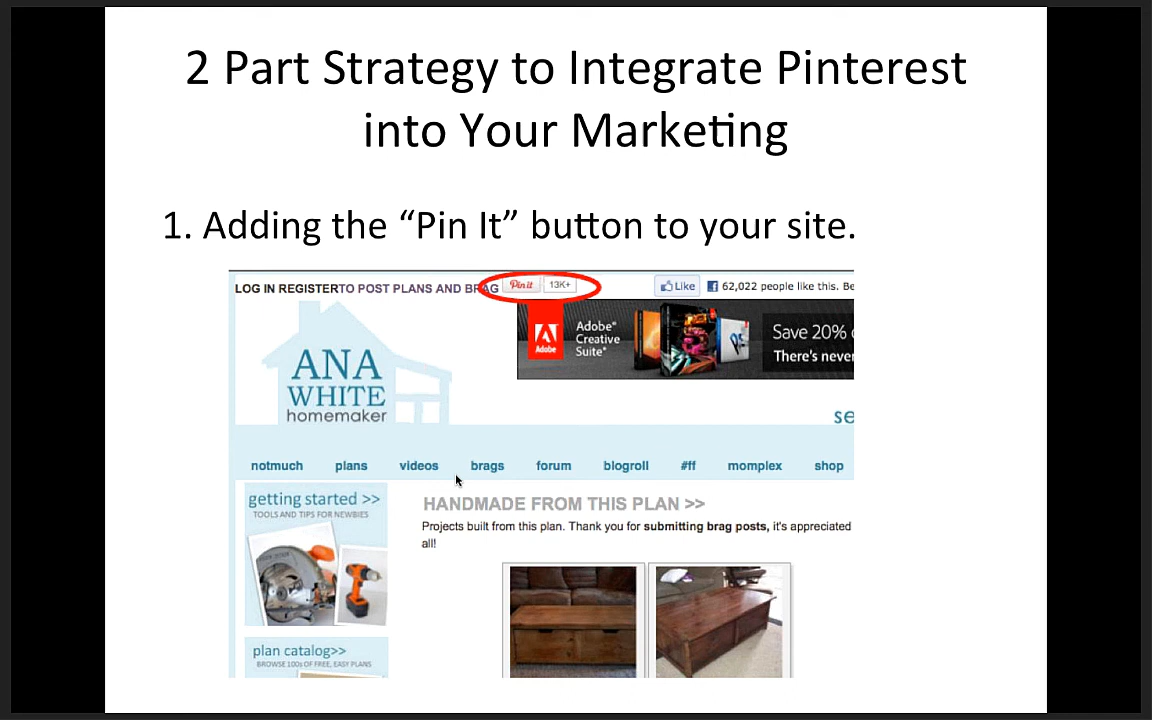 2 Part Strategy to Integrate Pinterest
into Your Marketing
1. Adding the “Pin It” button to your site.
LOG IN REGISTERTO POST PLANS AND BRAG
Pin it 13K+
Like 62,022 people like this. Be
Adobe
Adobe®
Creative
Suite®
Save 20%
There's never
ANA
WHITE
homemaker
se
notmuch plans videos brags forum blogroll #ff momplex shop
getting started >>
TOOLS AND TIPS FOR NEWBIES
HANDMADE FROM THIS PLAN >>
Projects built from this plan. Thank you for submitting brag posts, it's appreciated
all!
plan catalog>>
BROWSE 100s OF FREE, EASY PLANS